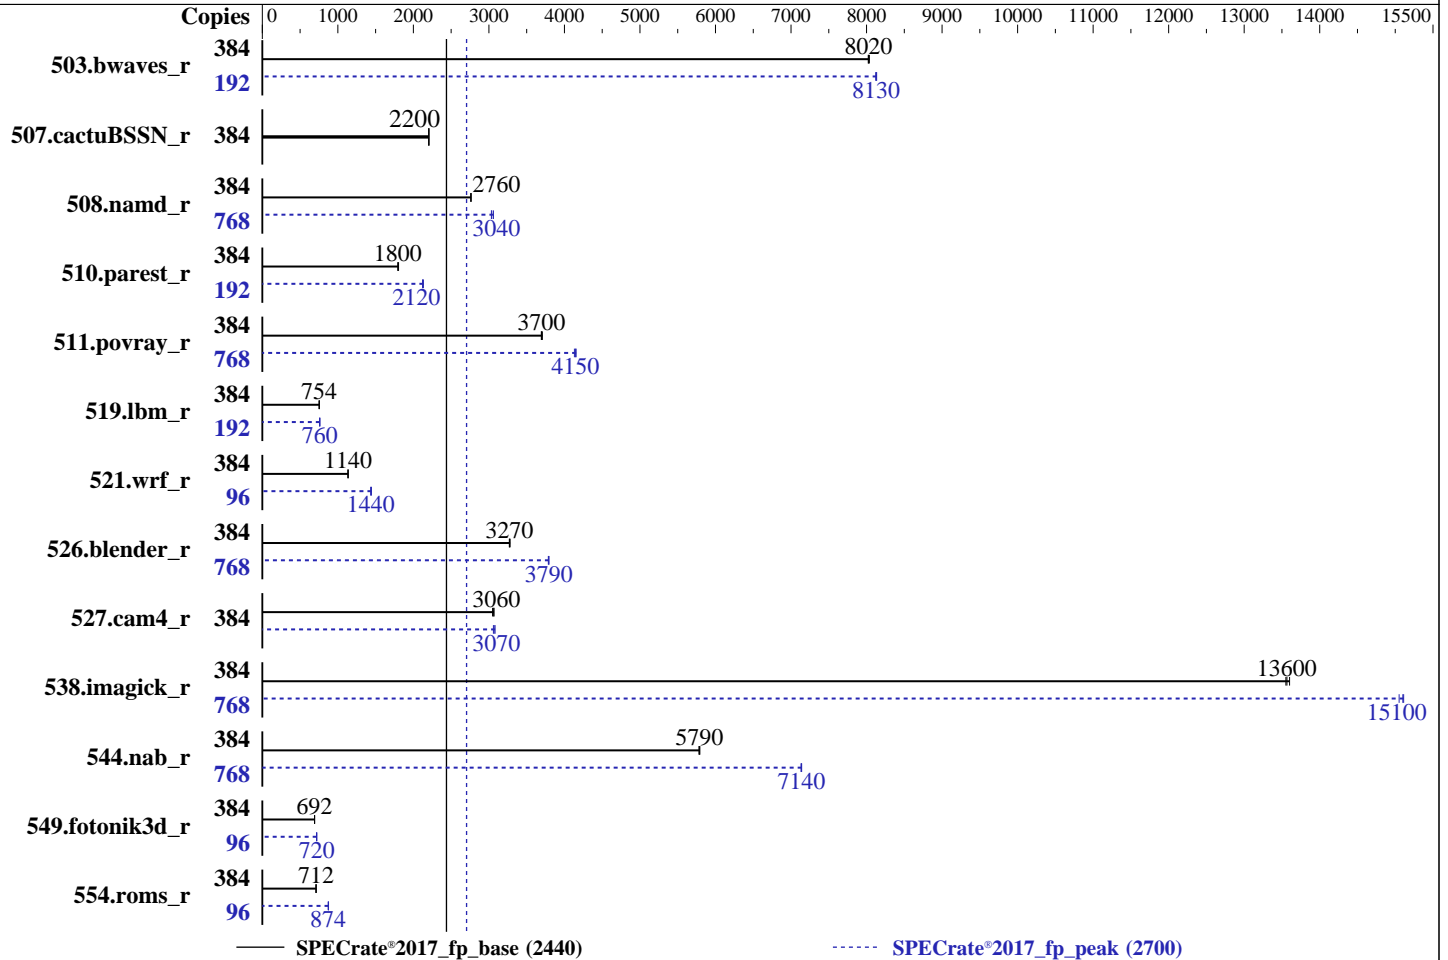 Copies 0 1000 2000 3000 4000 5000 6000 7000 8000 9000 10000 11000 12000 13000 14000 15500
503.bwaves_r 384 8020
192 8130
507.cactuBSSN_r 384 2200
508.namd_r 384 2760
768 3040
510.parest_r 384 1800
192 2120
511.povray_r 384 3700
768 4150
519.lbm_r 384 754
192 760
521.wrf_r 384 1140
96 1440
526.blender_r 384 3270
768 3790
527.cam4_r 384 3060
3070
538.imagick_r 384 13600
768 15100
544.nab_r 384 5790
768 7140
549.fotonik3d_r 384 692
96 720
554.roms_r 384 712
96 874
SPECrate®2017_fp_base (2440) SPECrate®2017_fp_peak (2700)